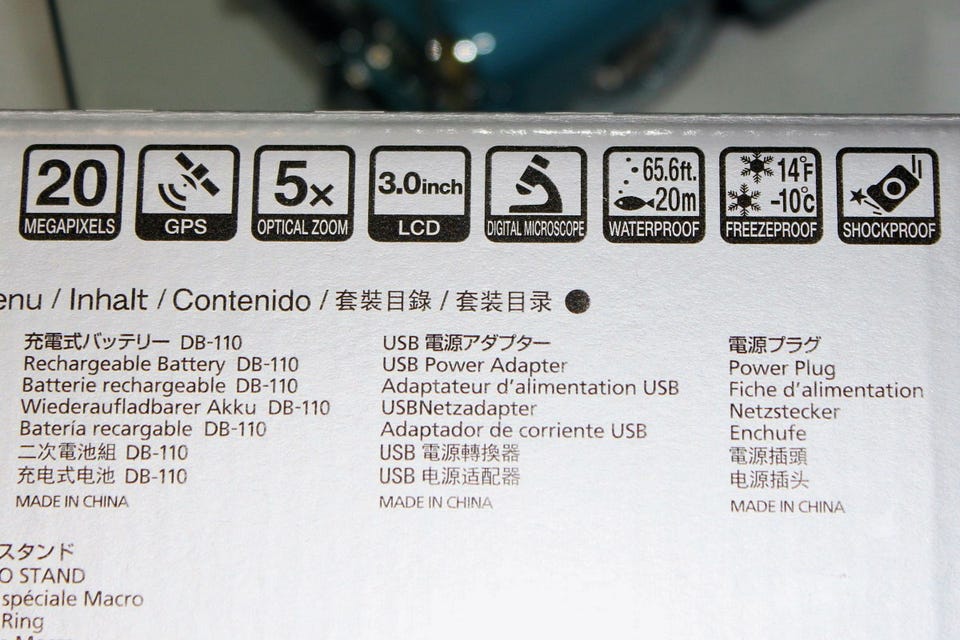 20
MEGAPIXELS
GPS
5x
OPTICAL ZOOM
3.0inch
LCD
DIGITAL MICROSCOPE
65.6ft.
20m
WATERPROOF
14°F
-10°c
FREEZEPROOF
SHOCKPROOF
enu / Inhalt / Contenido / 套裝目錄 / 套装目录 ●
充電式バッテリー DB-110
Rechargeable Battery DB-110
Batterie rechargeable DB-110
Wiederaufladbarer Akku DB-110
Batería recargable DB-110
二次電池組 DB-110
充电式电池 DB-110
MADE IN CHINA
USB 電源アダプター
USB Power Adapter
Adaptateur d'alimentation USB
USBNetzadapter
Adaptador de corriente USB
USB 電源轉換器
USB 电源适配器
MADE IN CHINA
電源プラグ
Power Plug
Fiche d'alimentation
Netzstecker
Enchufe
電源插頭
电源插头
MADE IN CHINA
スタンド
O STAND
spéciale Macro
Ring